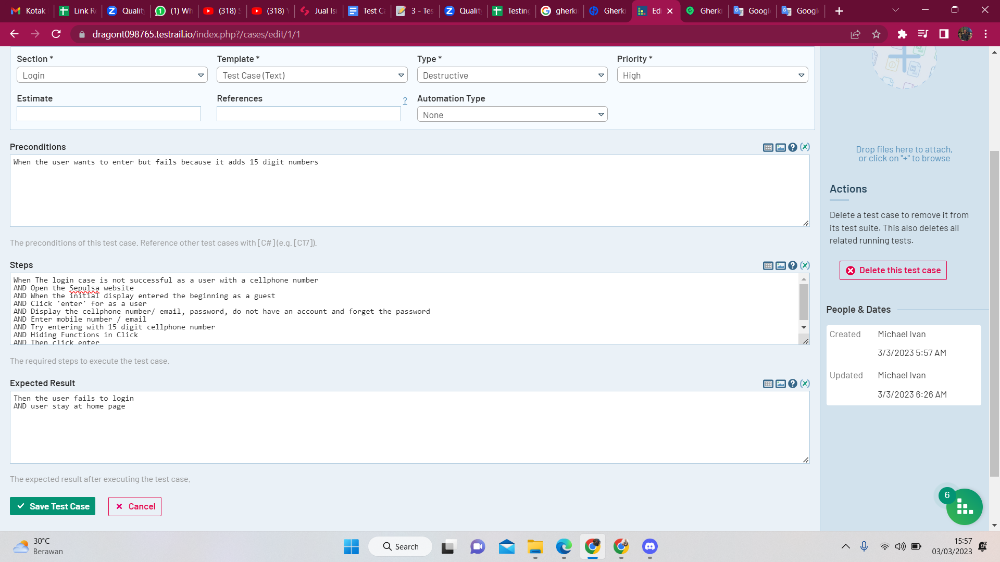 Kotak
Link Re
Qualit
(1) Wh
(318) S
(318) Y
Jual Isi
Test Ca
3 - Tes
Quality
Testing
gherki
Gherki
Edi
Gherki
Googl
Googl
dragont098765.testrail.io/index.php?/cases/edit/1/1
Section *
Template *
Type *
Priority *
Login
Test Case (Text)
Destructive
High
Estimate
References
?
Automation Type
None
Preconditions
When the user wants to enter but fails because it adds 15 digit numbers
The preconditions of this test case. Reference other test cases with [C#] (e.g. [C17]).
Steps
When The login case is not successful as a user with a cellphone number
AND Open the Sepulsa website
AND When the initial display entered the beginning as a guest
AND Click 'enter' for as a user
AND Display the cellphone number/ email, password, do not have an account and forget the password
AND Enter mobile number / email
AND Try entering with 15 digit cellphone number
AND Hiding Functions in Click
AND Then click enter
The required steps to execute the test case.
Expected Result
Then the user fails to login
AND user stay at home page
The expected result after executing the test case.
Save Test Case
Cancel
Drop files here to attach,
or click on "+" to browse
Actions
Delete a test case to remove it from
its test suite. This also deletes all
related running tests.
Delete this test case
People & Dates
Created
Michael Ivan
3/3/2023 5:57 AM
Updated
Michael Ivan
3/3/2023 6:26 AM
6
30°C
Berawan
Search
15:57
03/03/2023